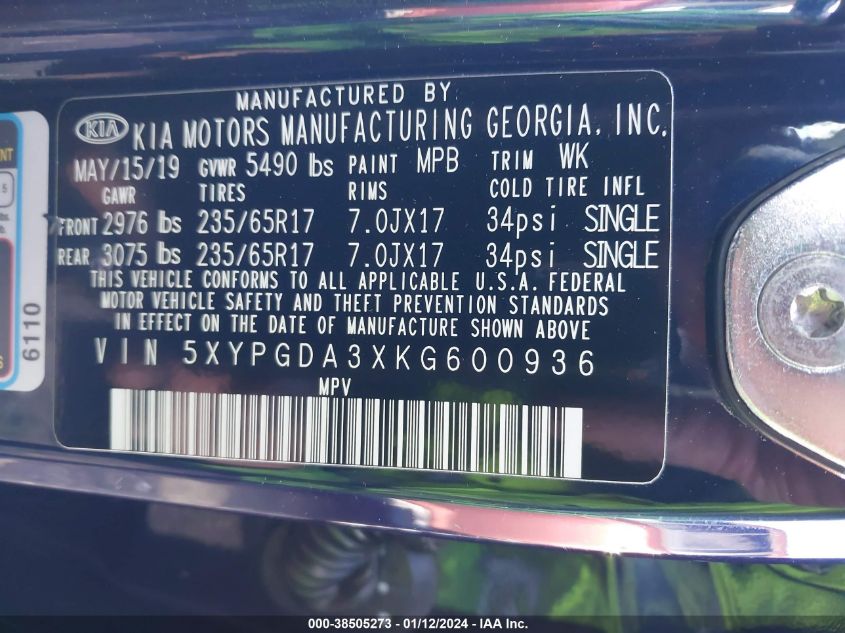 MANUFACTURED BY
KIA KIA MOTORS MANUFACTURING GEORGIA, INC.
MAY/15/19 GVWR 5490 lbs PAINT MPB TRIM WK
GAWR TIRES RIMS COLD TIRE INFL
FRONT 2976 lbs 235/65R17 7.0JX17 34psi SINGLE
REAR 3075 lbs 235/65R17 7.0JX17 34psi SINGLE
THIS VEHICLE CONFORMS TO ALL APPLICABLE U.S.A. FEDERAL
MOTOR VEHICLE SAFETY AND THEFT PREVENTION STANDARDS
IN EFFECT ON THE DATE OF MANUFACTURE SHOWN ABOVE
VIN 5XYPGDA3XKG600936
MPV
6110
000-38505273 - 01/12/2024 - IAA Inc.